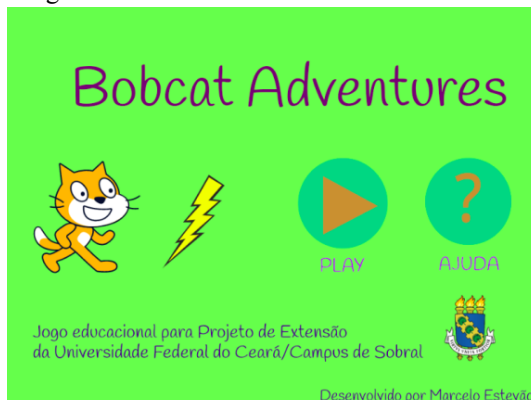 Bobcat Adventures
?
PLAY
AJUDA
Jogo educacional para Projeto de Extensão
da Universidade Federal do Ceará/Campus de Sobral
Desenvolvido por Marcelo Estevão